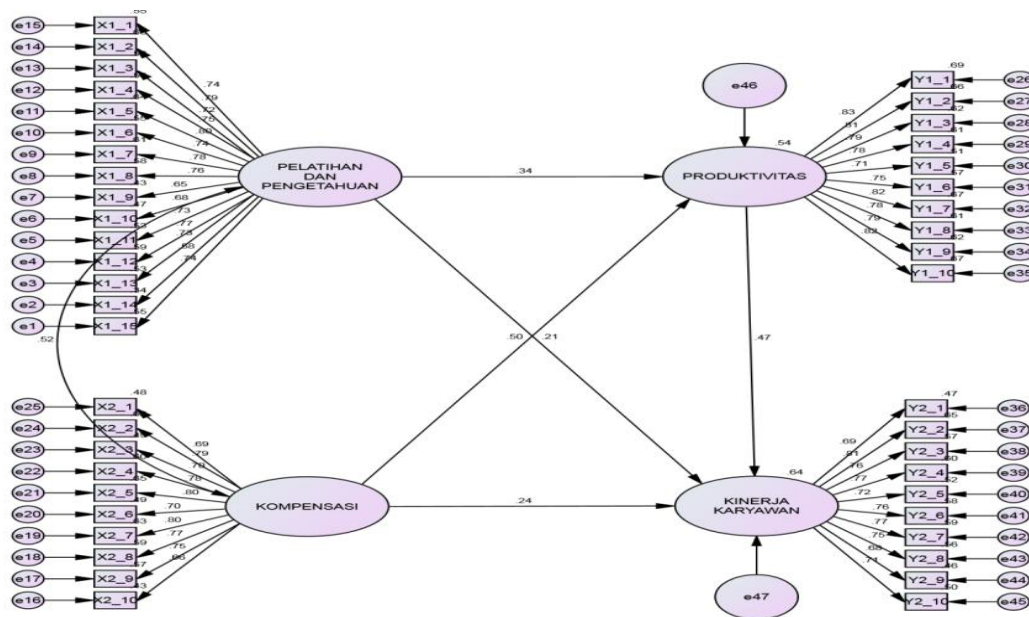 e15
X1_1
e14
X1_2
e13
X1_3
e12
X1_4
e11
X1_5
e10
X1_6
e9
X1_7
e8
X1_8
e7
X1_9
e6
X1_10
e5
X1_11
e4
X1_12
e3
X1_13
e2
X1_14
e1
X1_15
.74
.79
.72
.75
.80
.74
.78
.76
.65
.68
.73
.77
.73
.74
PELATIHAN
DAN
PENGETAHUAN
.34
e46
.54
PRODUKTIVITAS
.83
.81
.79
.78
.71
.75
.82
.78
.79
.82
.69
Y1_1
e26
Y1_2
e27
Y1_3
e28
Y1_4
e29
Y1_5
e30
Y1_6
e31
Y1_7
e32
Y1_8
e33
Y1_9
e34
Y1_10
e35
.52
.50
.21
.47
.48
e25
X2_1
e24
X2_2
e23
X2_3
e22
X2_4
e21
X2_5
e20
X2_6
e19
X2_7
e18
X2_8
e17
X2_9
e16
X2_10
.69
.79
.79
.78
.80
.70
.80
.77
.75
KOMPENSASI
.24
.64
KINERJA
KARYAWAN
e47
.69
.81
.76
.77
.72
.76
.77
.75
.68
.71
.47
Y2_1
e36
Y2_2
e37
Y2_3
e38
Y2_4
e39
Y2_5
e40
Y2_6
e41
Y2_7
e42
Y2_8
e43
Y2_9
e44
Y2_10
e45